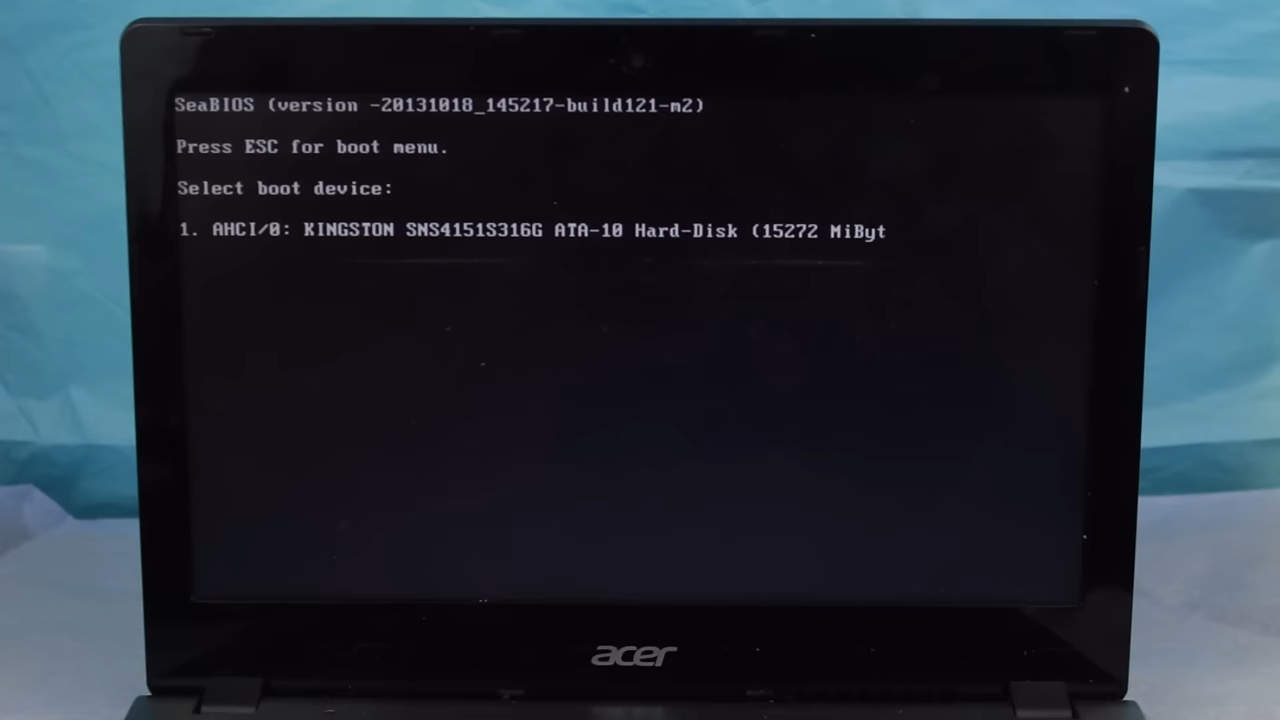 SeaBIOS (version -20131018_145217-build121-m2)
Press ESC for boot menu.
Select boot device:
1. AHCI/0: KINGSTON SNS4151S316G ATA-10 Hard-Disk (15272 MiByt
acer